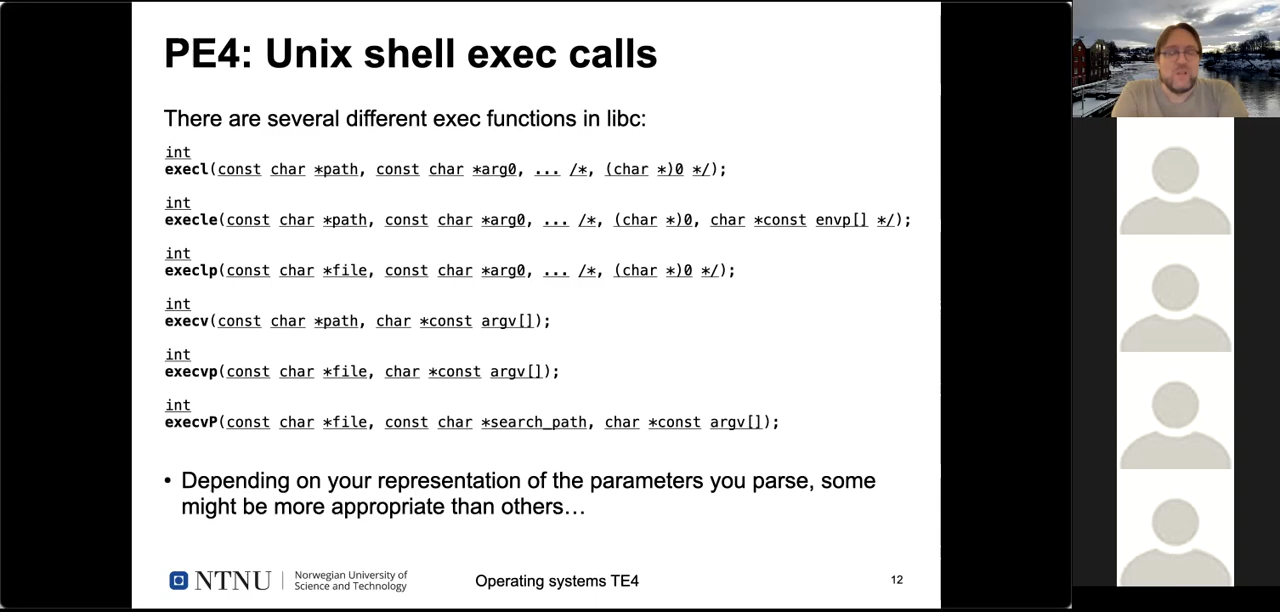 PE4: Unix shell exec calls
There are several different exec functions in libc:
int
execl(const char *path, const char *arg0, ... /*, (char *)0 */);
int
execle(const char *path, const char *arg0, ... /*, (char *)0, char *const envp[] */);
int
execlp(const char *file, const char *arg0, ... /*, (char *)0 */);
int
execv(const char *path, char *const argv[]);
int
execvp(const char *file, char *const argv[]);
int
execvP(const char *file, const char *search_path, char *const argv[]);
• Depending on your representation of the parameters you parse, some
might be more appropriate than others…
NTNU
Norwegian University of
Science and Technology
Operating systems TE4
12